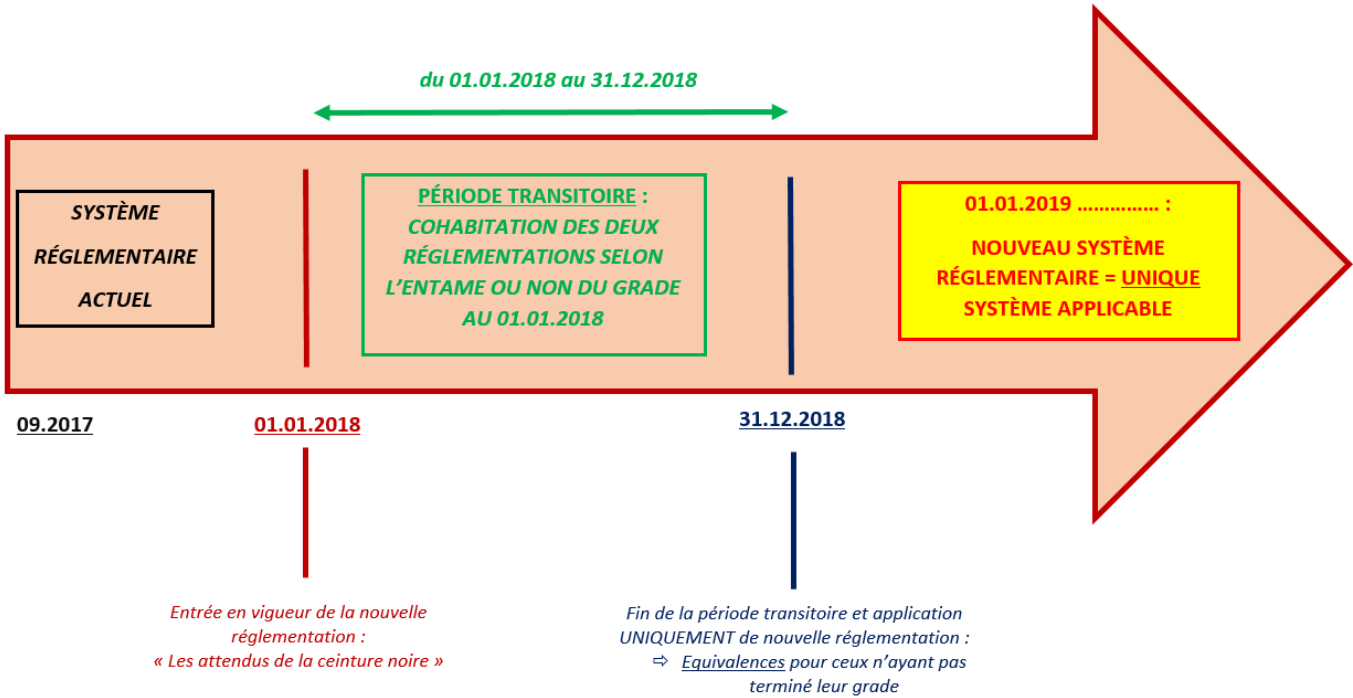 du 01.01.2018 au 31.12.2018
SYSTÈME
RÉGLEMENTAIRE
ACTUEL
PÉRIODE TRANSITOIRE :
COHABITATION DES DEUX
RÉGLEMENTATIONS SELON
L’ENTAME OU NON DU GRADE
AU 01.01.2018
01.01.2019 …………… :
NOUVEAU SYSTÈME
RÉGLEMENTAIRE = UNIQUE
SYSTÈME APPLICABLE
09.2017
01.01.2018
31.12.2018
Entrée en vigueur de la nouvelle
réglementation :
« Les attendus de la ceinture noire »
Fin de la période transitoire et application
UNIQUEMENT de nouvelle réglementation :
⇨ Equivalences pour ceux n’ayant pas
terminé leur grade